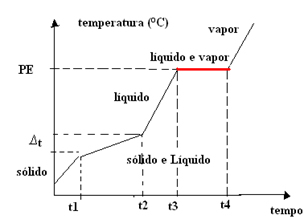 temperatura (ºC)
vapor
líquido e vapor
PE
líquido
Δt
sólido e Líquido
sólido
t1 t2 t3 t4 tempo